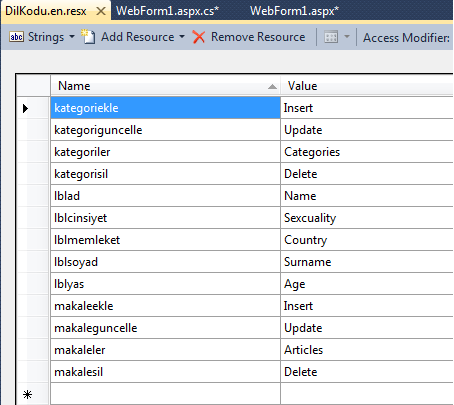 DilKodu.en.resx WebForm1.aspx.cs* WebForm1.aspx*
abc Strings Add Resource Remove Resource Access Modifier:
Name Value
kategoriekle Insert
kategoriguncelle Update
kategoriler Categories
kategorisil Delete
lblad Name
lblcinsiyet Sexcuality
lblmemleket Country
lblsoyad Surname
lblyas Age
makaleekle Insert
makaleguncelle Update
makaleler Articles
makalesil Delete